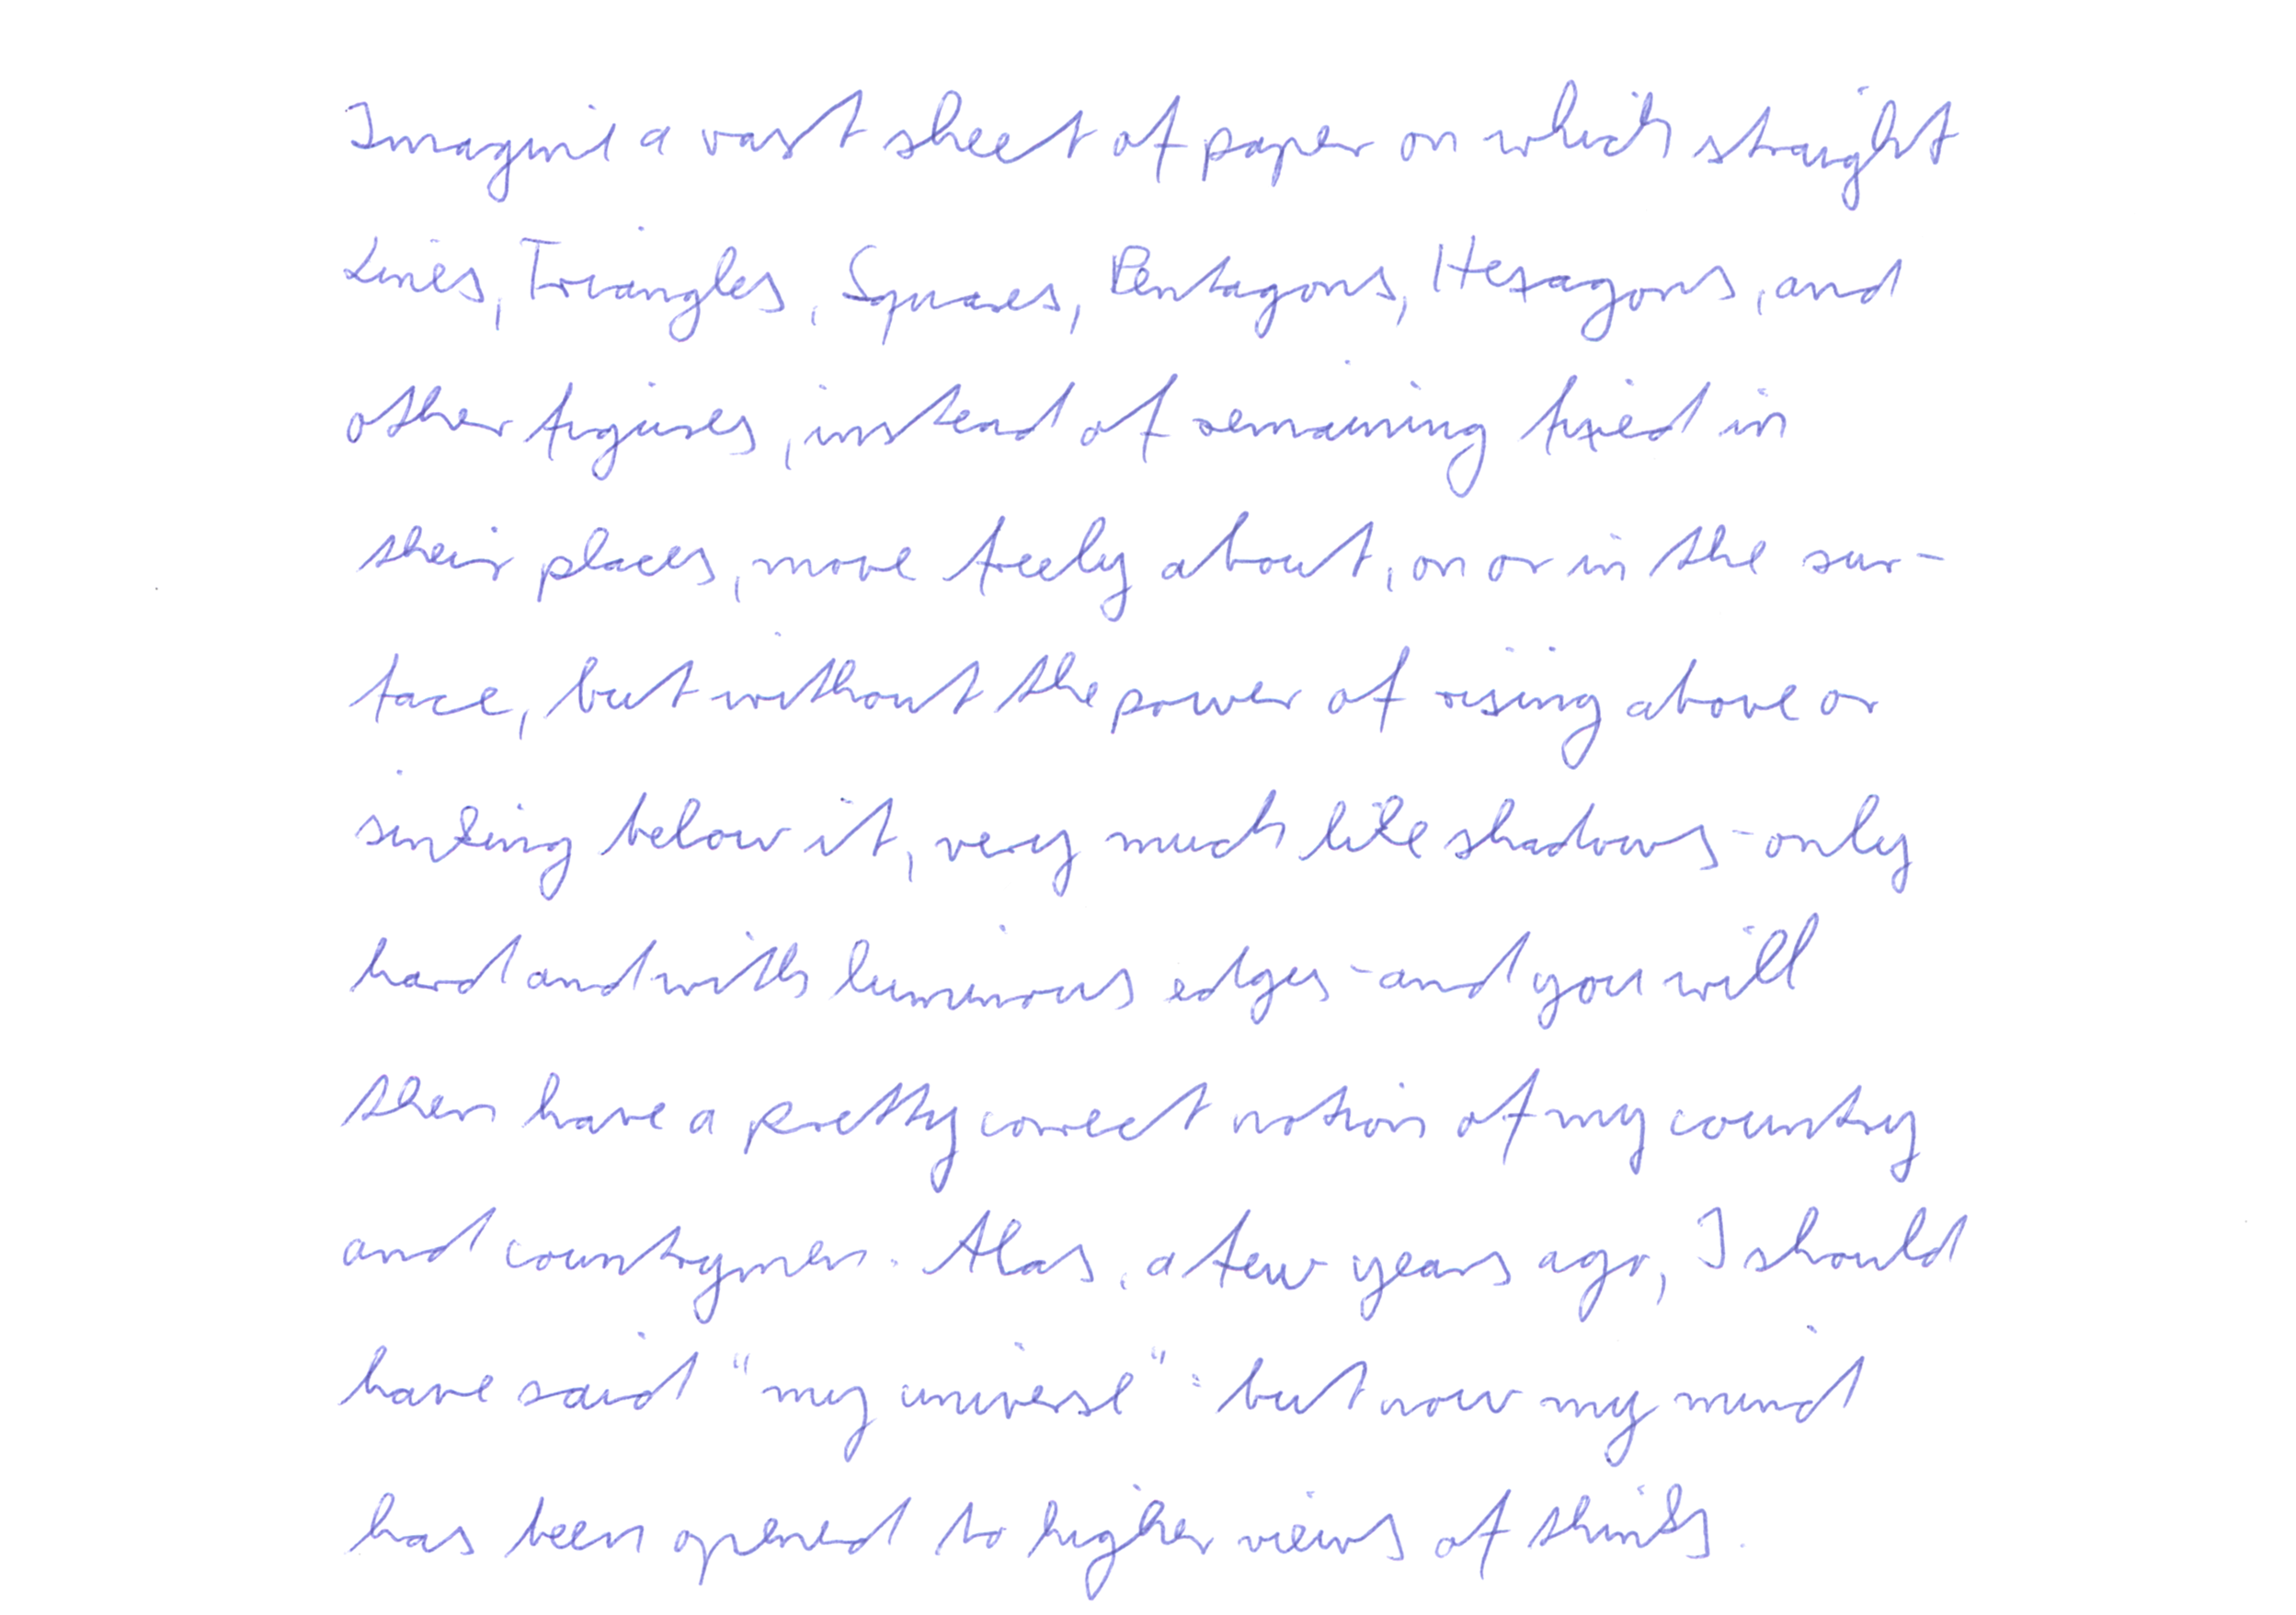 Imagine a vast sheet of paper on which straight
Lines, Triangles, Squares, Pentagons, Hexagons, and
other figures, instead of remaining fixed in
their places, move freely about, on or in the sur-
face, but without the power of rising above or
sinking below it, very much like shadows - only
hard and with luminous edges - and you will
then have a pretty correct notion of my country
and countrymen. Alas, a few years ago, I should
have said "my universe": but now my mind
has been opened to higher views of things.